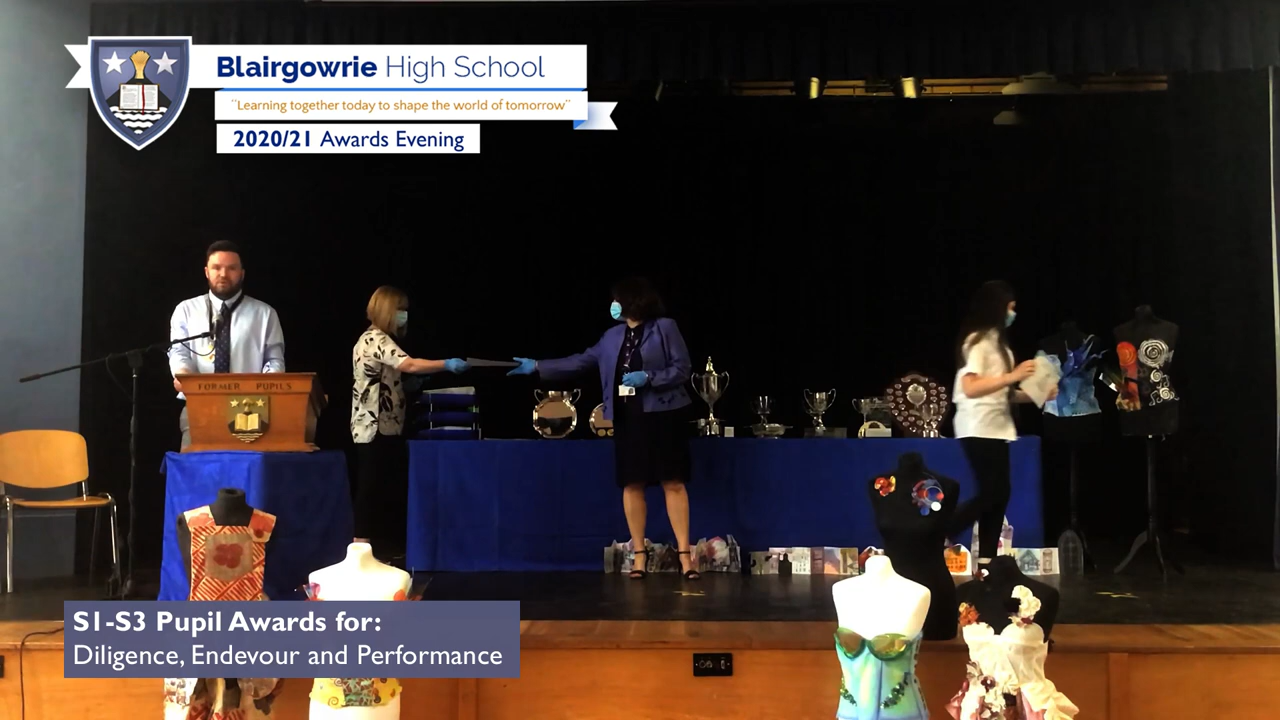 Blairgowrie High School
"Learning together today to shape the world of tomorrow"
2020/21 Awards Evening
FORMER PUPILS
S1-S3 Pupil Awards for:
Diligence, Endevour and Performance